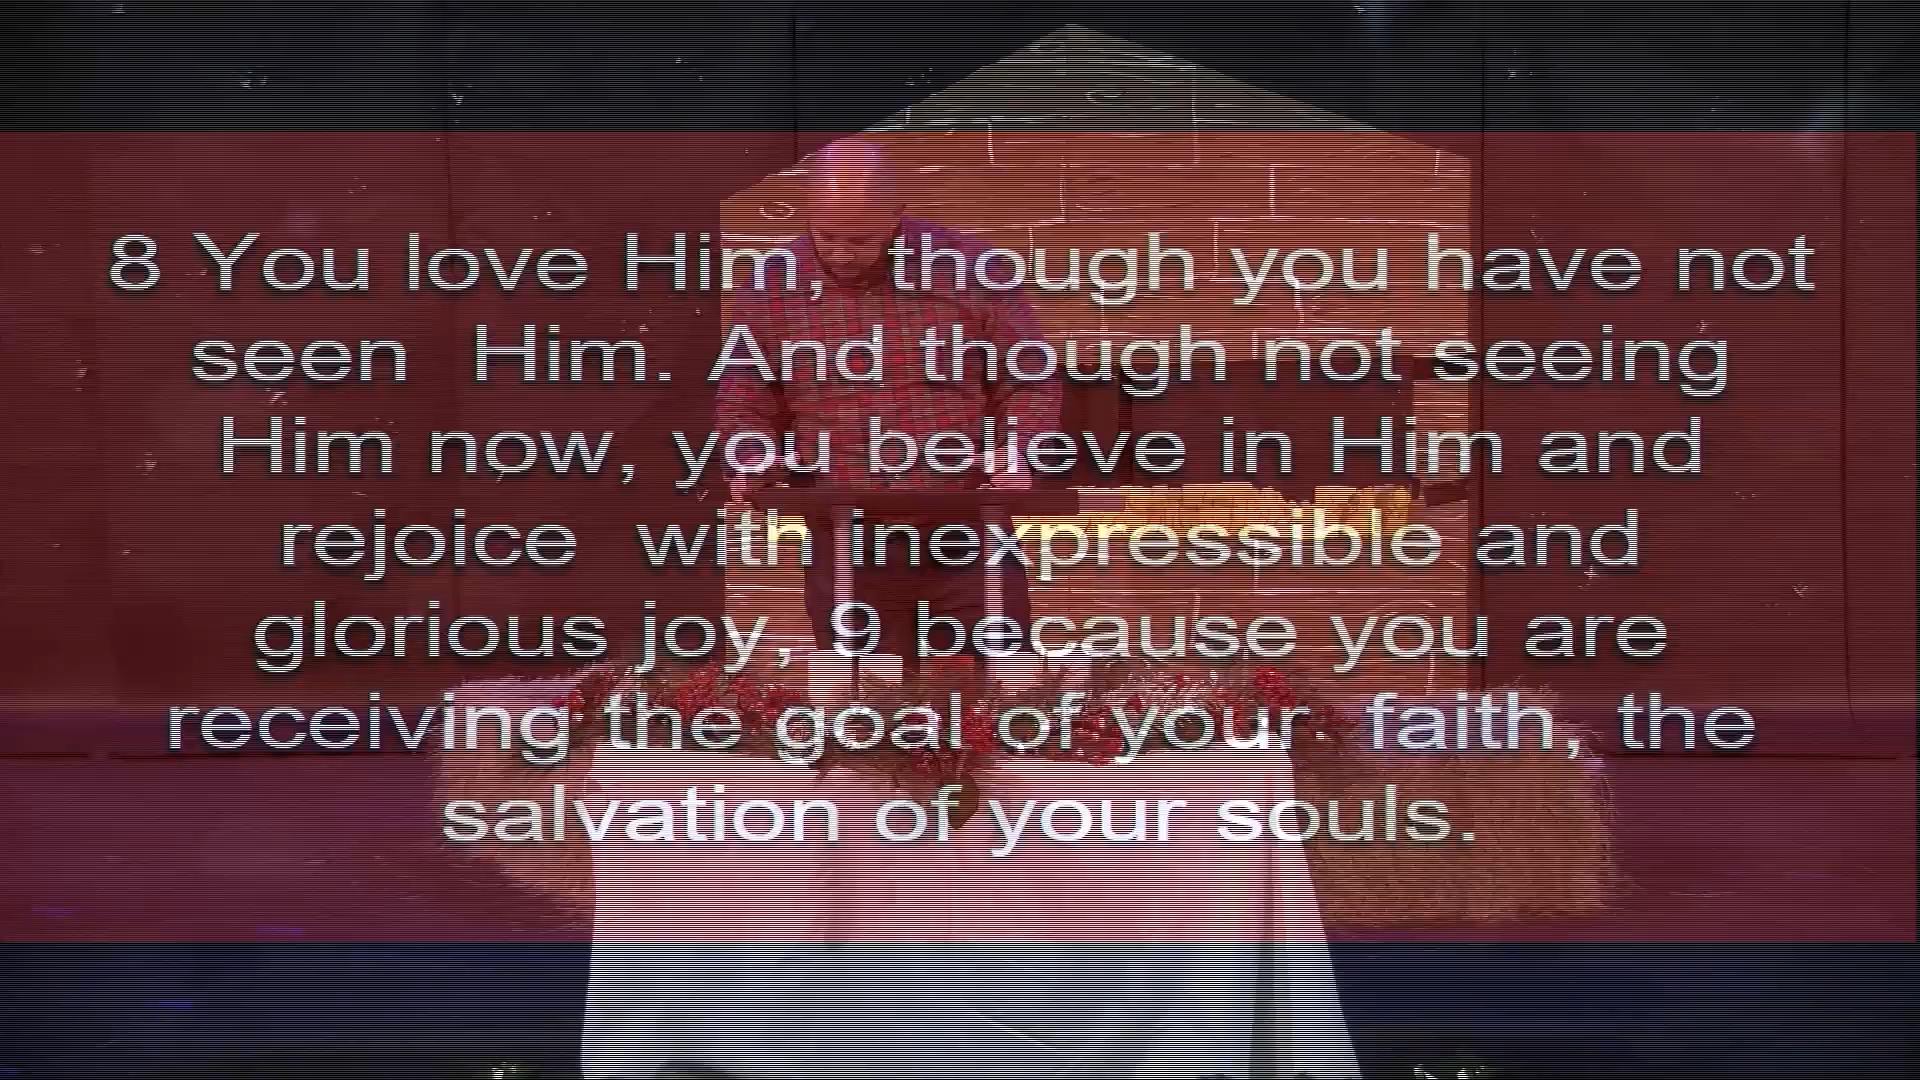 8 You love Him, though you have not
seen Him. And though not seeing
Him now, you believe in Him and
rejoice with inexpressible and
glorious joy, 9 because you are
receiving the goal of your faith, the
salvation of your souls.